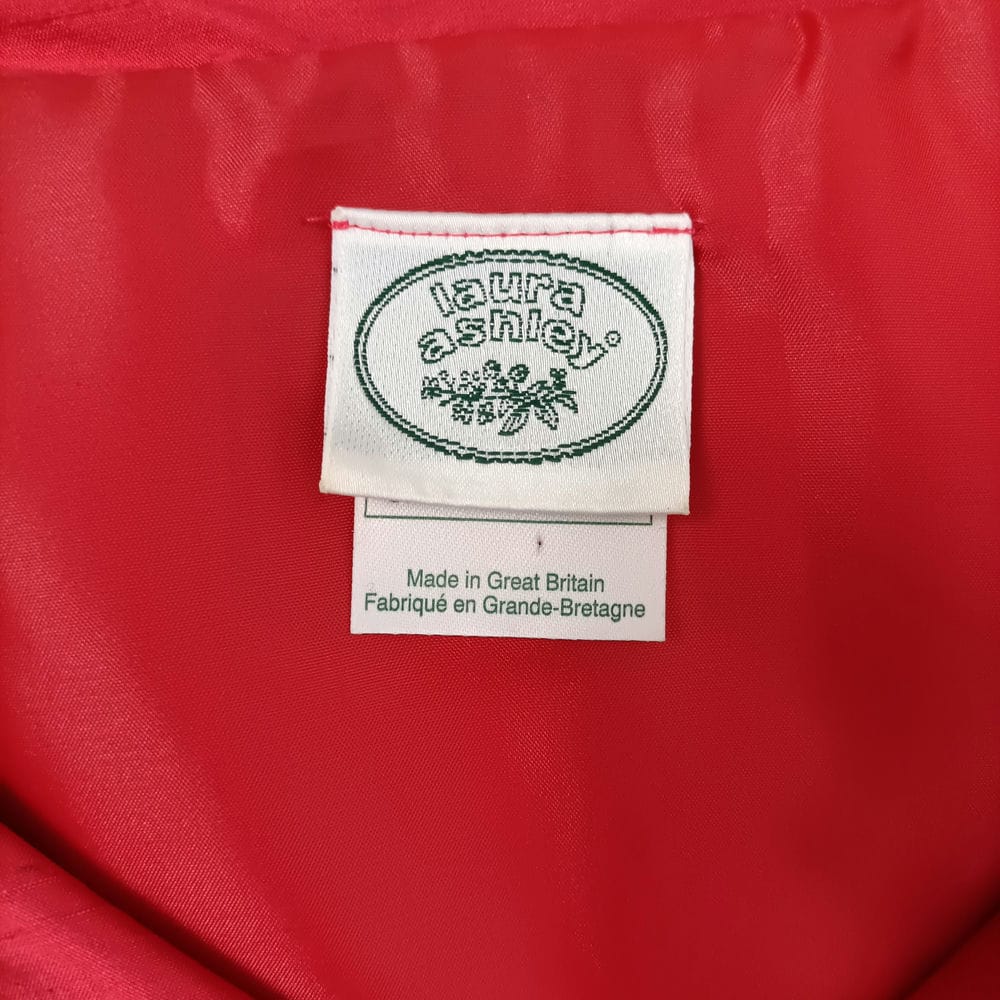 laura
ashley®
Made in Great Britain
Fabriqué en Grande-Bretagne